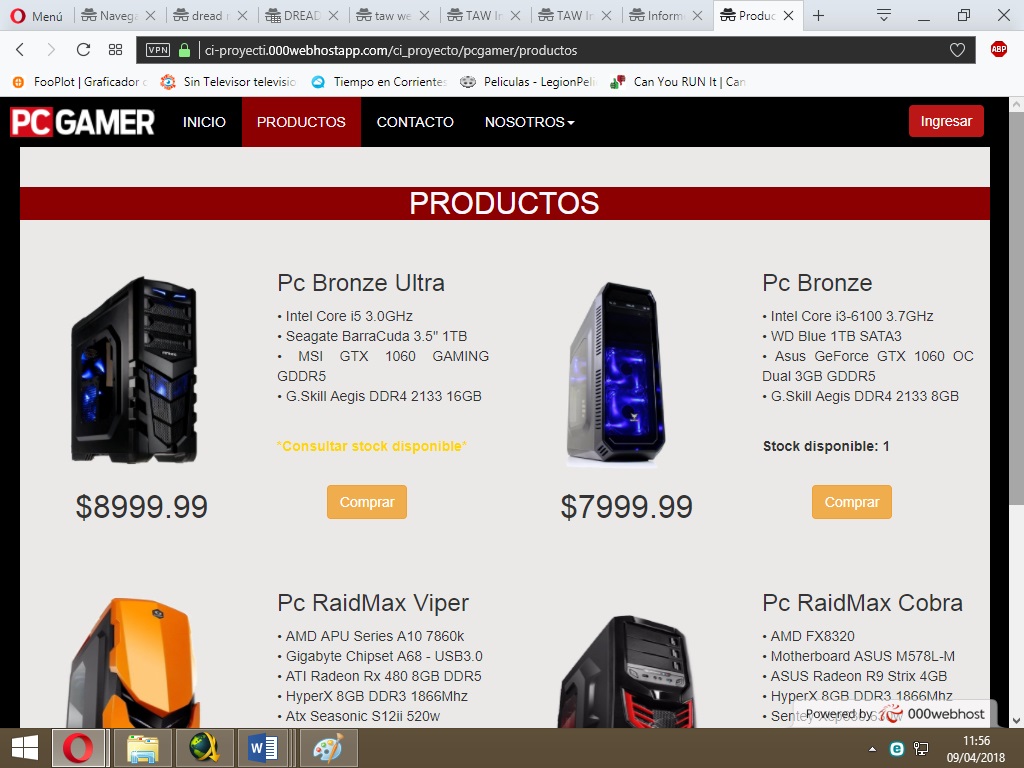 Menú
Navega
dread r
DREAD
taw we
TAW In
TAW In
Inform
Produc
VPN
ci-proyecti.000webhostapp.com/ci_proyecto/pcgamer/productos
ABP
FooPlot | Graficador
Sin Televisor televisio
Tiempo en Corrientes
Peliculas - LegionPeli
Can You RUN It | Can
PC GAMER
INICIO
PRODUCTOS
CONTACTO
NOSOTROS
Ingresar
PRODUCTOS
Pc Bronze Ultra
• Intel Core i5 3.0GHz
• Seagate BarraCuda 3.5" 1TB
• MSI GTX 1060 GAMING
GDDR5
• G.Skill Aegis DDR4 2133 16GB
*Consultar stock disponible*
$8999.99
Comprar
Pc Bronze
• Intel Core i3-6100 3.7GHz
• WD Blue 1TB SATA3
• Asus GeForce GTX 1060 OC
Dual 3GB GDDR5
• G.Skill Aegis DDR4 2133 8GB
Stock disponible: 1
$7999.99
Comprar
Pc RaidMax Viper
• AMD APU Series A10 7860k
• Gigabyte Chipset A68 - USB3.0
• ATI Radeon Rx 480 8GB DDR5
• HyperX 8GB DDR3 1866Mhz
• Atx Seasonic S12ii 520w
Pc RaidMax Cobra
• AMD FX8320
• Motherboard ASUS M578L-M
• ASUS Radeon R9 Strix 4GB
• HyperX 8GB DDR3 1866Mhz
• Sentey
Powered by 000webhost
11:56
09/04/2018